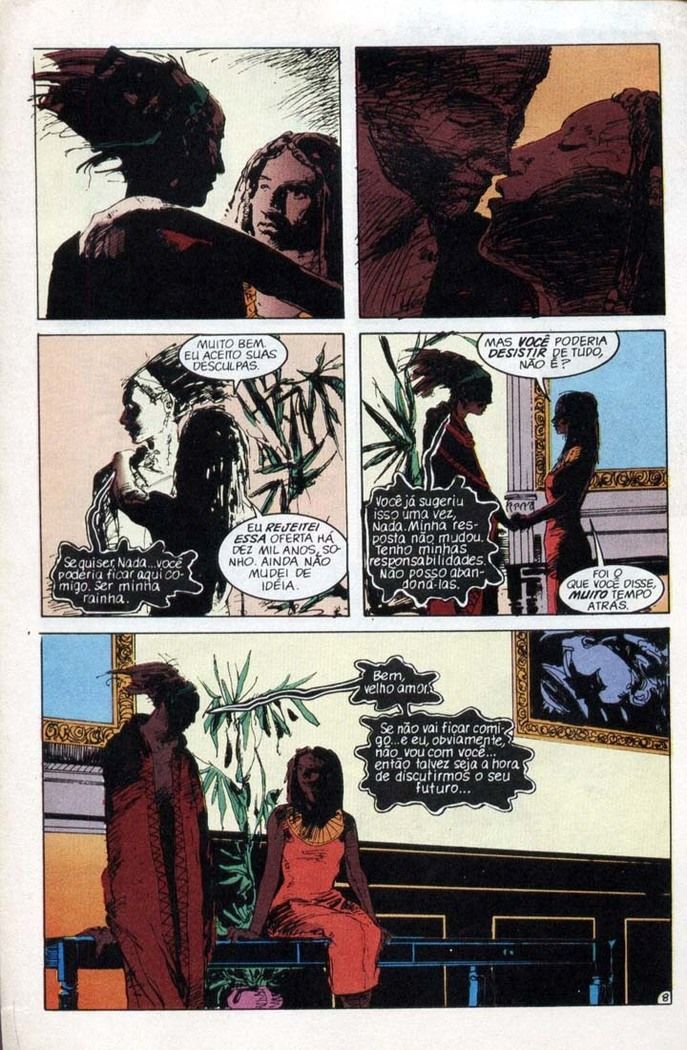 MUITO BEM.
EU ACEITO SUAS
DESCULPAS.
Se quiser, Nada...você
poderia ficar aqui co-
migo. Ser minha
rainha.
EU REJEITEI
ESSA OFERTA HÁ
DEZ MIL ANOS, SO-
NHO. AINDA NÃO
MUDEI DE
IDÉIA.
MAS VOCÊ PODERIA
DESISTIR DE TUDO,
NÃO É?
Você já sugeriu
isso uma vez,
Nada. Minha res-
posta não mudou.
Tenho minhas
responsabilidades.
Não posso aban-
doná-las.
FOI O
QUE VOCÊ DISSE,
MUITO TEMPO
ATRÁS.
Bem,
velho amor.
Se não vai ficar comi-
go...e eu, obviamente,
não vou com você...
então talvez seja a hora
de discutirmos o seu
futuro...
8